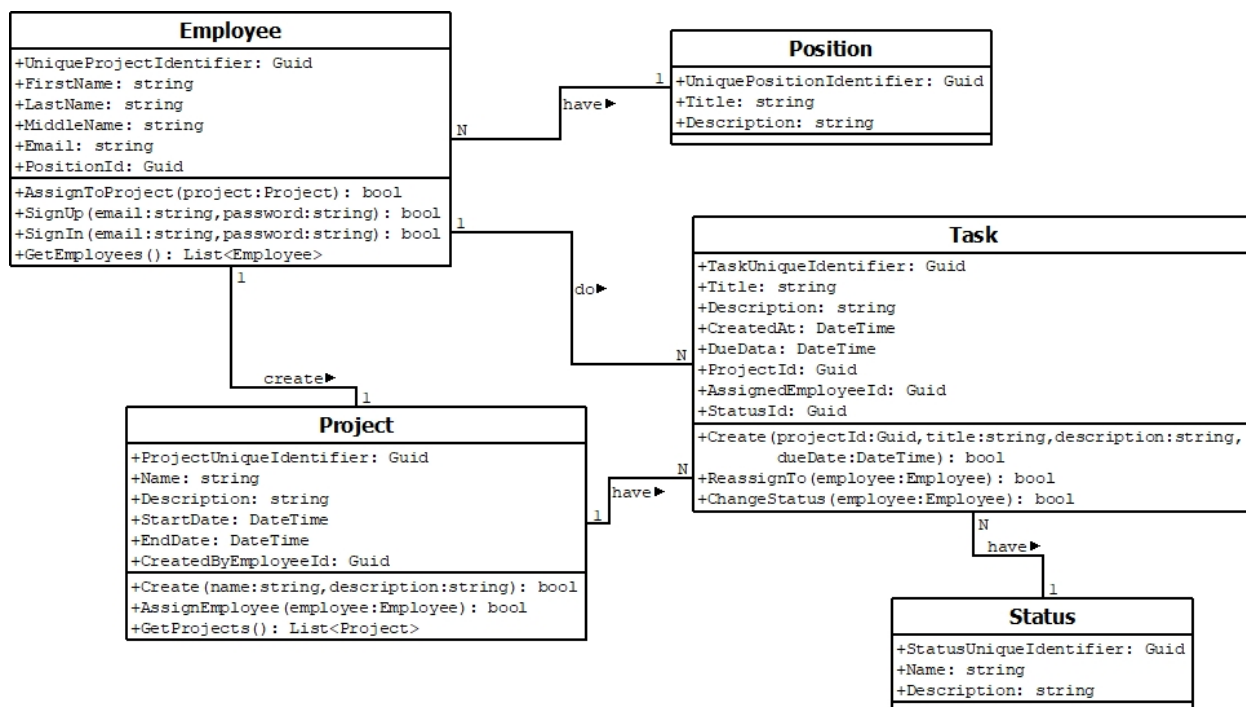 Employee
+UniqueProjectIdentifier: Guid
+FirstName: string
+LastName: string
+MiddleName: string
+Email: string
+PositionId: Guid
+AssignToProject(project:Project): bool
+SignUp(email:string,password:string): bool
+SignIn(email:string,password:string): bool
+GetEmployees(): List<Employee>
N
have▶
1
Position
+UniquePositionIdentifier: Guid
+Title: string
+Description: string
1
do▶
N
Task
+TaskUniqueIdentifier: Guid
+Title: string
+Description: string
+CreatedAt: DateTime
+DueData: DateTime
+ProjectId: Guid
+AssignedEmployeeId: Guid
+StatusId: Guid
+Create(projectId:Guid,title:string,description:string,
dueDate:DateTime): bool
+ReassignTo(employee:Employee): bool
+ChangeStatus(employee:Employee): bool
1
create▶
1
Project
+ProjectUniqueIdentifier: Guid
+Name: string
+Description: string
+StartDate: DateTime
+EndDate: DateTime
+CreatedByEmployeeId: Guid
+Create(name:string,description:string): bool
+AssignEmployee(employee:Employee): bool
+GetProjects(): List<Project>
1
have▶
N
N
have▶
1
Status
+StatusUniqueIdentifier: Guid
+Name: string
+Description: string